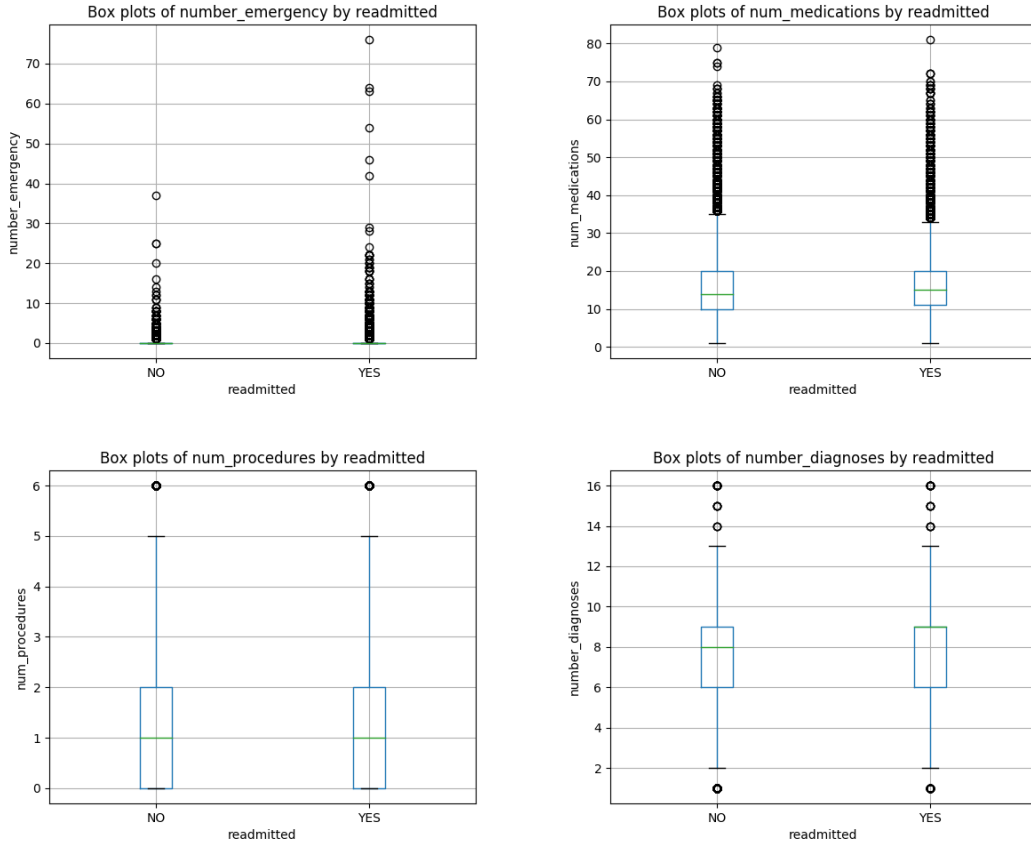 Box plots of number_emergency by readmitted
number_emergency
70
60
50
40
30
20
10
0
NO
YES
readmitted
Box plots of num_medications by readmitted
num_medications
80
70
60
50
40
30
20
10
0
NO
YES
readmitted
Box plots of num_procedures by readmitted
num_procedures
6
5
4
3
2
1
0
NO
YES
readmitted
Box plots of number_diagnoses by readmitted
number_diagnoses
16
14
12
10
8
6
4
2
NO
YES
readmitted